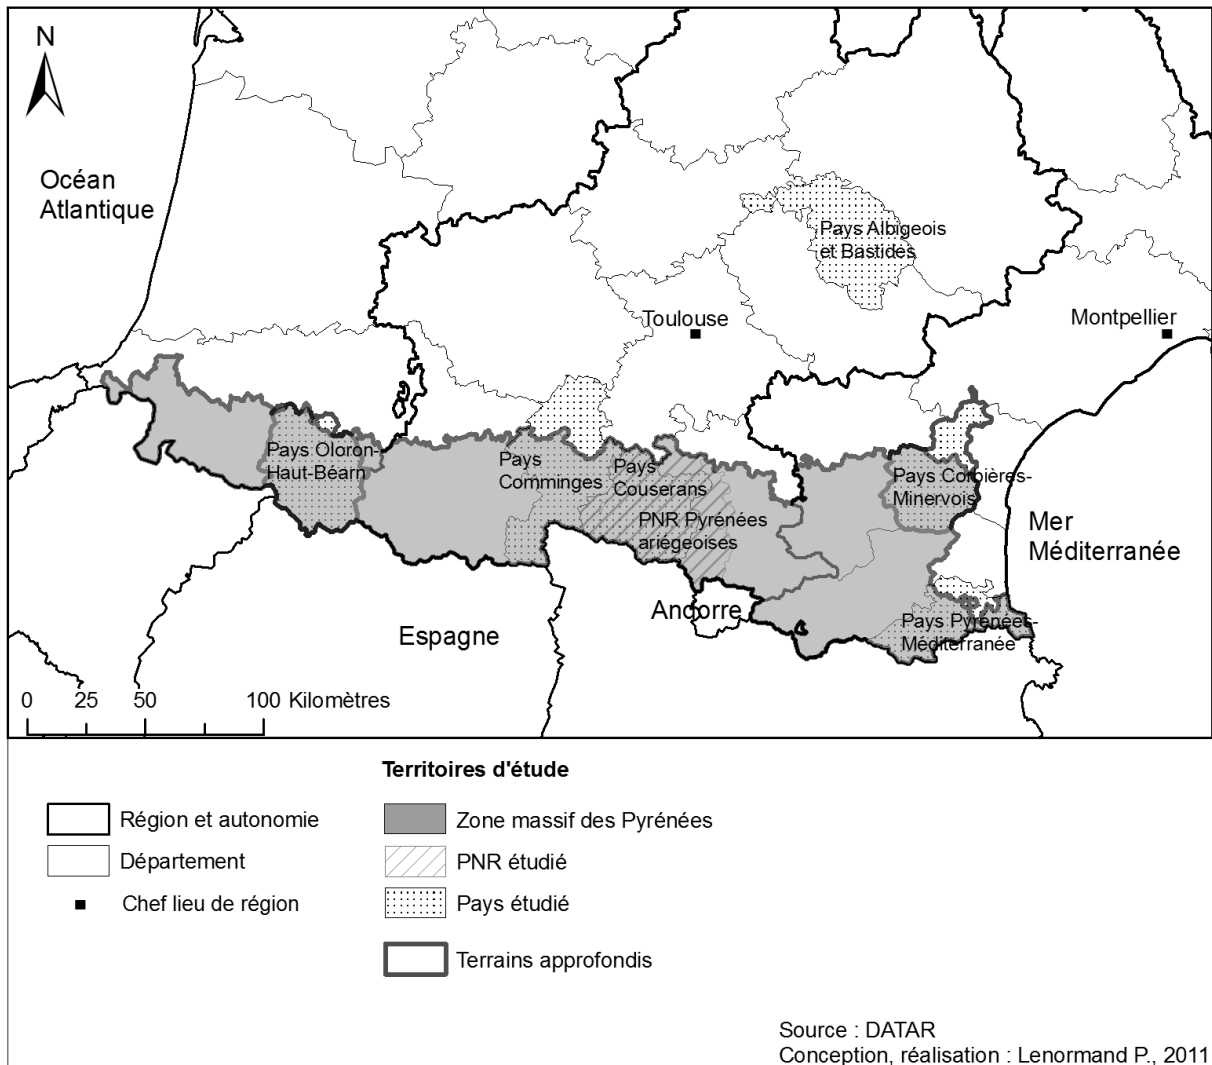 N
Océan
Atlantique
Pays Albigeois
et Bastides
Toulouse
Montpellier
Pays Oloron-
Haut-Béarn
Pays
Comminges
Pays
Couserans
PNR Pyrénées
ariégeoises
Pays Corbières-
Minervois
Mer
Méditerranée
Andorre
Espagne
Pays Pyrénées-
Méditerranée
0 25 50 100 Kilomètres
Territoires d'étude
Région et autonomie
Département
Chef lieu de région
Zone massif des Pyrénées
PNR étudié
Pays étudié
Terrains approfondis
Source : DATAR
Conception, réalisation : Lenormand P., 2011